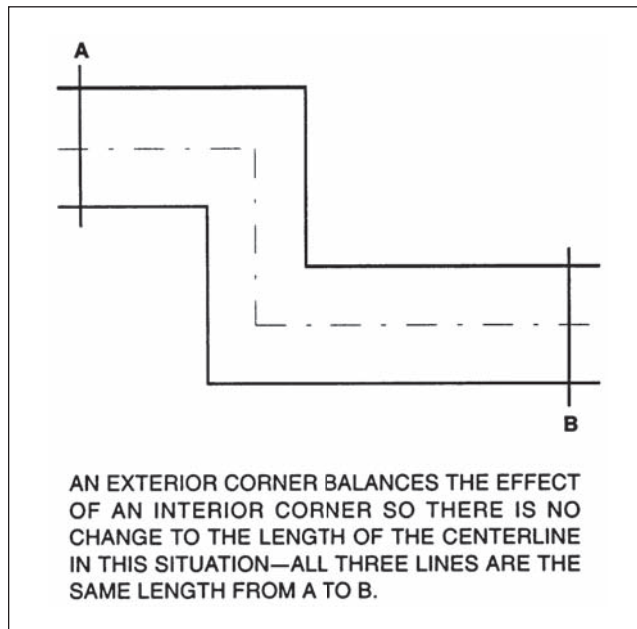 A
B
AN EXTERIOR CORNER BALANCES THE EFFECT
OF AN INTERIOR CORNER SO THERE IS NO
CHANGE TO THE LENGTH OF THE CENTERLINE
IN THIS SITUATION—ALL THREE LINES ARE THE
SAME LENGTH FROM A TO B.